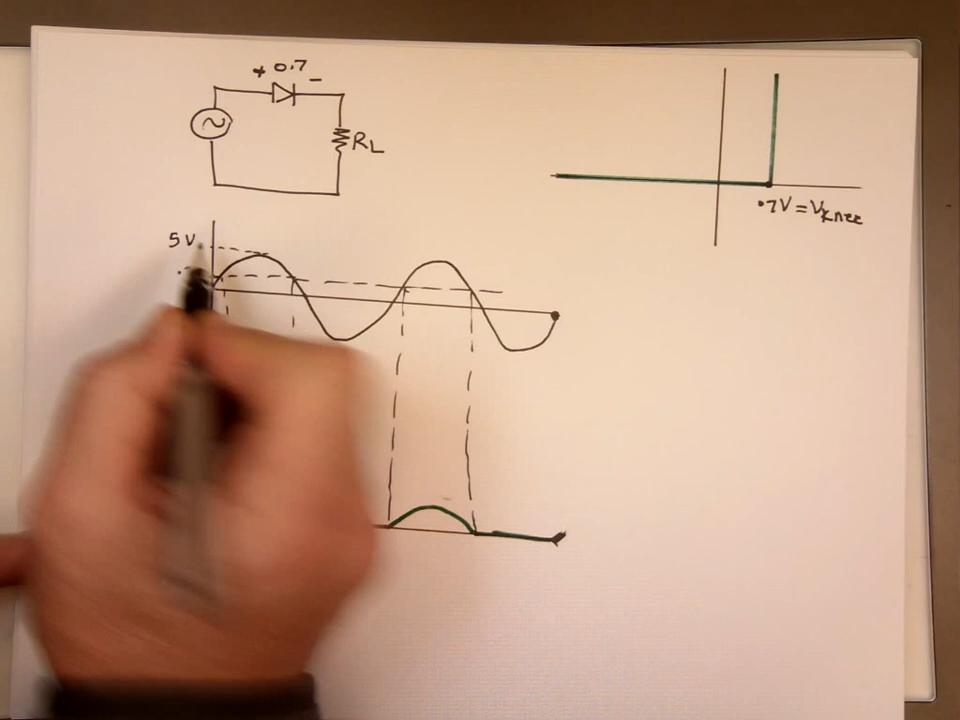 + 0.7 -
RL
.7V = VKnee
5V